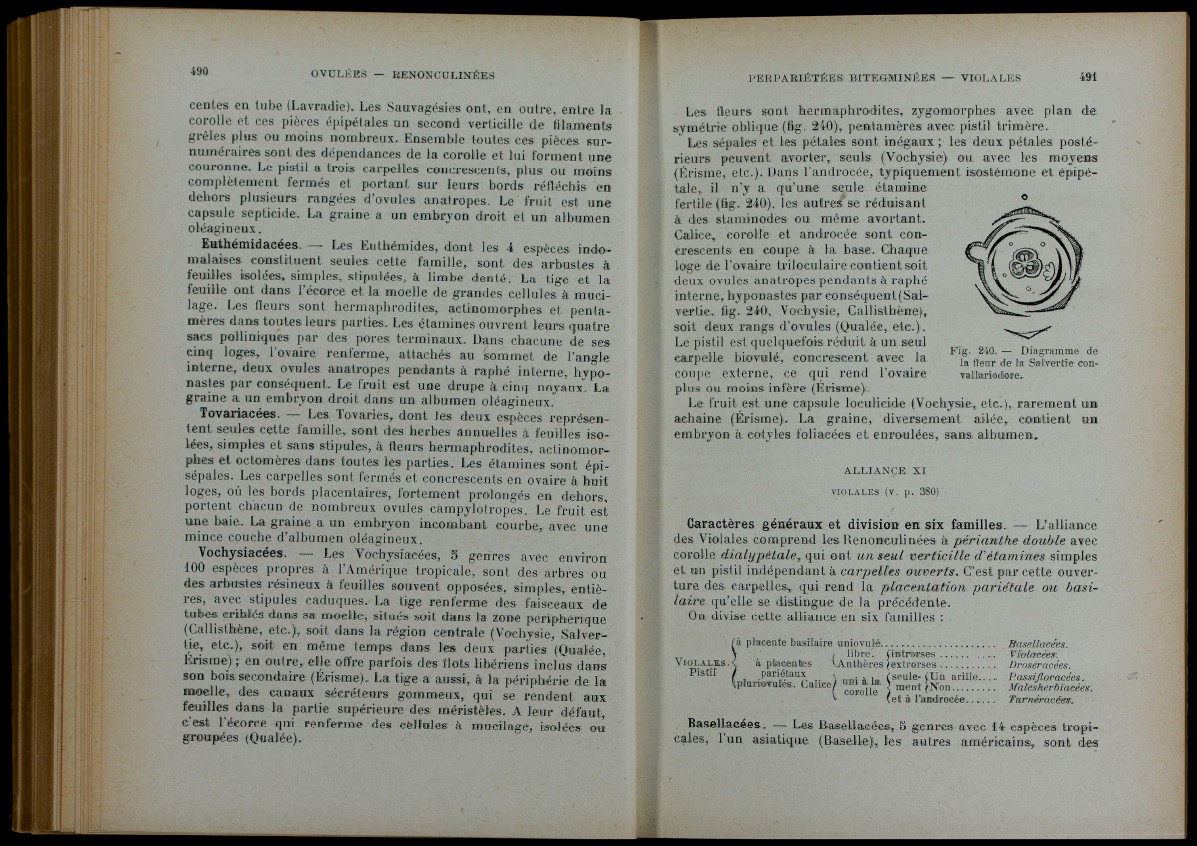 490
OVULÉES — RENONCULINÉES
centes en tube (Lavradie). Les Sauvagésies ont, en outre, entre la
corolle et ces pièces épipétales un second verticille de filaments
grêles plus ou moins nombreux. Ensemble toutes ces pièces sur-
numéraires sont des dépendances de la corolle et lui forment une
couronne. Le pistil a trois carpelles concrescents, plus ou moins
complètement fermés et portant sur leurs bords réfléchis en
dehors plusieurs rangées d'ovules anatropes. Le fruit est une
capsule septicide. La graine a un embryon droit et un albumen
oléagineux.
Euthémidacées. — Les Euthémides, dont les 4 espèces indo-
malaises constituent seules cette famille, sont des arbustes à
feuilles isolées, simples, stipulées, à limbe denté. La tige et la
feuille ont dans l'écorce et la moelle de grandes cellules à muci-
lage. Les fleurs sont hermaphrodites, actinomorphes et penta-
mères dans toutes leurs parties. Les étamines ouvrent leurs quatre
sacs polliniques par des pores terminaux. Dans chacune de ses
cinq loges, l'ovaire renferme, attachés au sommet de l'angle
interne, deux ovules anatropes pendants à raphé interne, hypo-
nastes par conséquent. Le fruit est une drupe à cinq noyaux. La
graine a un embryon droit dans un albumen oléagineux.
Tovariacées. — Les Tovaries, dont les deux espèces représen-
tent seules cette famille, sont des herbes annuelles à feuilles iso-
lées, simples et sans stipules, à fleurs hermaphrodites, actinomor-
phes et octomères dans toutes les parties. Les étamines sont épi-
sépales. Les carpelles sont fermés et concrescents en ovaire à huit
loges, où les bords placentaires, fortement prolongés en dehors,
portent chacun de nombreux ovules campylotropes. Le fruit est
une baie. La graine a un embryon incombant courbe, avec une
mince couche d'albumen oléagineux.
Vochysiacées. — Les Vochysiacées, 5 genres avec environ
100 espèces propres à l'Amérique tropicale, sont des arbres ou
des arbustes résineux à feuilles souvent opposées, simples, entiè-
res, avec stipules caduques. La tige renferme des faisceaux de
tubes criblés dans sa moelle, situés soit dans la zone périphérique
(Callisthène, etc.), soit dans la région centrale (Vochysie, Salver-
tie, etc.), soit en même temps dans les deux parties (Qualée,
Érisme) ; en outre, elle offre parfois des îlots libériens inclus dans
son bois secondaire (Érisme). La tige a aussi, à la périphérie de la
moelle, des canaux sécréteurs gommeux, qui se rendent aux
feuilles dans la partie supérieure des méristèles. A leur défaut,
c'est l'écorce qui renferme des cellules à mucilage, isolées ou
groupées (Qualée).
PERPARIÉTÉES BITEGMINÉES — VIOLALES
491
Les fleurs sont hermaphrodites, zygomorphes avec plan de
symétrie oblique (fig. 240), pentamères avec pistil trimère.
Les sépales et les pétales sont inégaux ; les deux pétales posté-
rieurs peuvent avorter, seuls (Vochysie) ou avec les moyens
(Érisme, etc.). Dans l'androcée, typiquement isostémone et épipé-
tale, il n'y a qu'une seule étamine
fertile (fig. 240), les autres se réduisant
à des staminodes ou même avortant.
Calice, corolle et androcée sont con-
crescents en coupe à la base. Chaque
loge de l'ovaire triloculaire contient soit
deux ovules anatropes pendants à raphé
interne, hyponastes par conséquent (Sal-
vertie, fig. 240, Vochysie, Callisthène),
soit deux rangs d'ovules (Qualée, etc.).
Le pistil est quelquefois réduit à un seul
carpelle biovulé, concrescent avec la
coupe externe, ce qui rend l'ovaire
plus ou moins infère (Érisme).
Fig. 240. — Diagramme de
la fleur de la Salvertie con-
vallariodore.
Le fruit est une capsule loculicide (Vochysie, etc.), rarement un
achaine (Érisme). La graine, diversement ailée, contient un
embryon à cotyles foliacées et enroulées, sans albumen.
ALLIANCE XI
VIOLALES (v. p. 380)
Caractères généraux et division en six familles. — L'alliance
des Violales comprend les Renonculinées à périanthe double avec
corolle dialypétale, qui ont un seul verticille d'étamines simples
et un pistil indépendant à carpelles ouverts. C'est par cette ouver-
ture des carpelles, qui rend la placentation pariétale ou basi-
laire qu'elle se distingue de la précédente.
On divise cette alliance en six familles :
VIOLALES. Pistil
à placente basilaire uniovulé ........ Basellacées.
à placentes pariétaux pluriovulés. Calice
libre. Anthères
introrses ........ Violacées.
extrorses ........ Droseracées.
uni à la corolle
seulement
Un arille..... Passifloracées.
Non ........ Malesherbiacées.
et à l'androcée...... Turnéracées.
Basellacées. — Les Basellacées, 5 genres avec 14 espèces tropi-
cales, l'un asiatique (Baselle), les autres américains, sont des